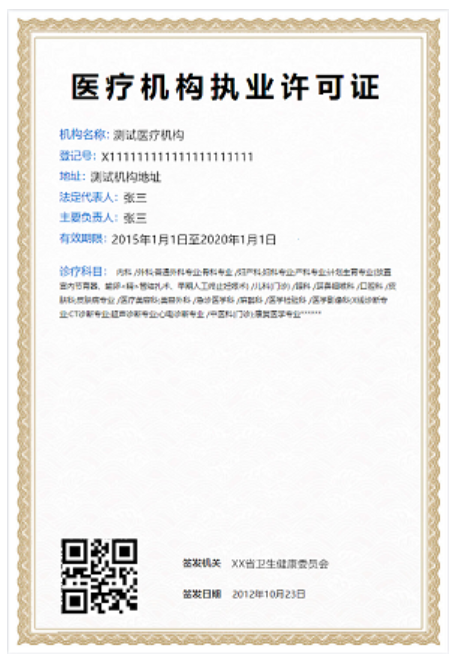 医疗机构执业许可证
机构名称：测试医疗机构
登记号：X111111111111111111111
地址：测试机构地址
法定代表人：张三
主要负责人：张三
有效期限：2015年1月1日至2020年1月1日
诊疗科目： 内科 /外科;普通外科专业;骨科专业 /妇产科;妇科专业;产科专业;计划生育专业(放置
宫内节育器、 早期人工终止妊娠术) /儿科(门诊) /眼科 /耳鼻咽喉科 /口腔科 /皮
肤科;皮肤病专业 /医疗美容科;美容外科 /急诊医学科 /麻醉科 /医学检验科 /医学影像科;X线诊断专
业;CT诊断专业;超声诊断专业;心电诊断专业 /中医科(门诊);康复医学专业******
签发机关 XX省卫生健康委员会
签发日期 2012年10月23日